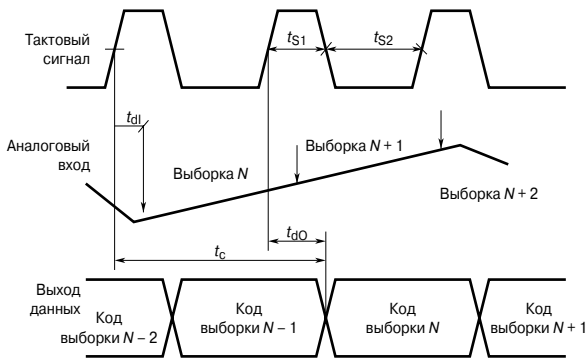 Тактовый
сигнал
tS1
tS2
tdI
Аналоговый
вход
Выборка N
Выборка N + 1
Выборка N + 2
tdO
tc
Выход
данных
Код
выборки N – 2
Код
выборки N – 1
Код
выборки N
Код
выборки N + 1